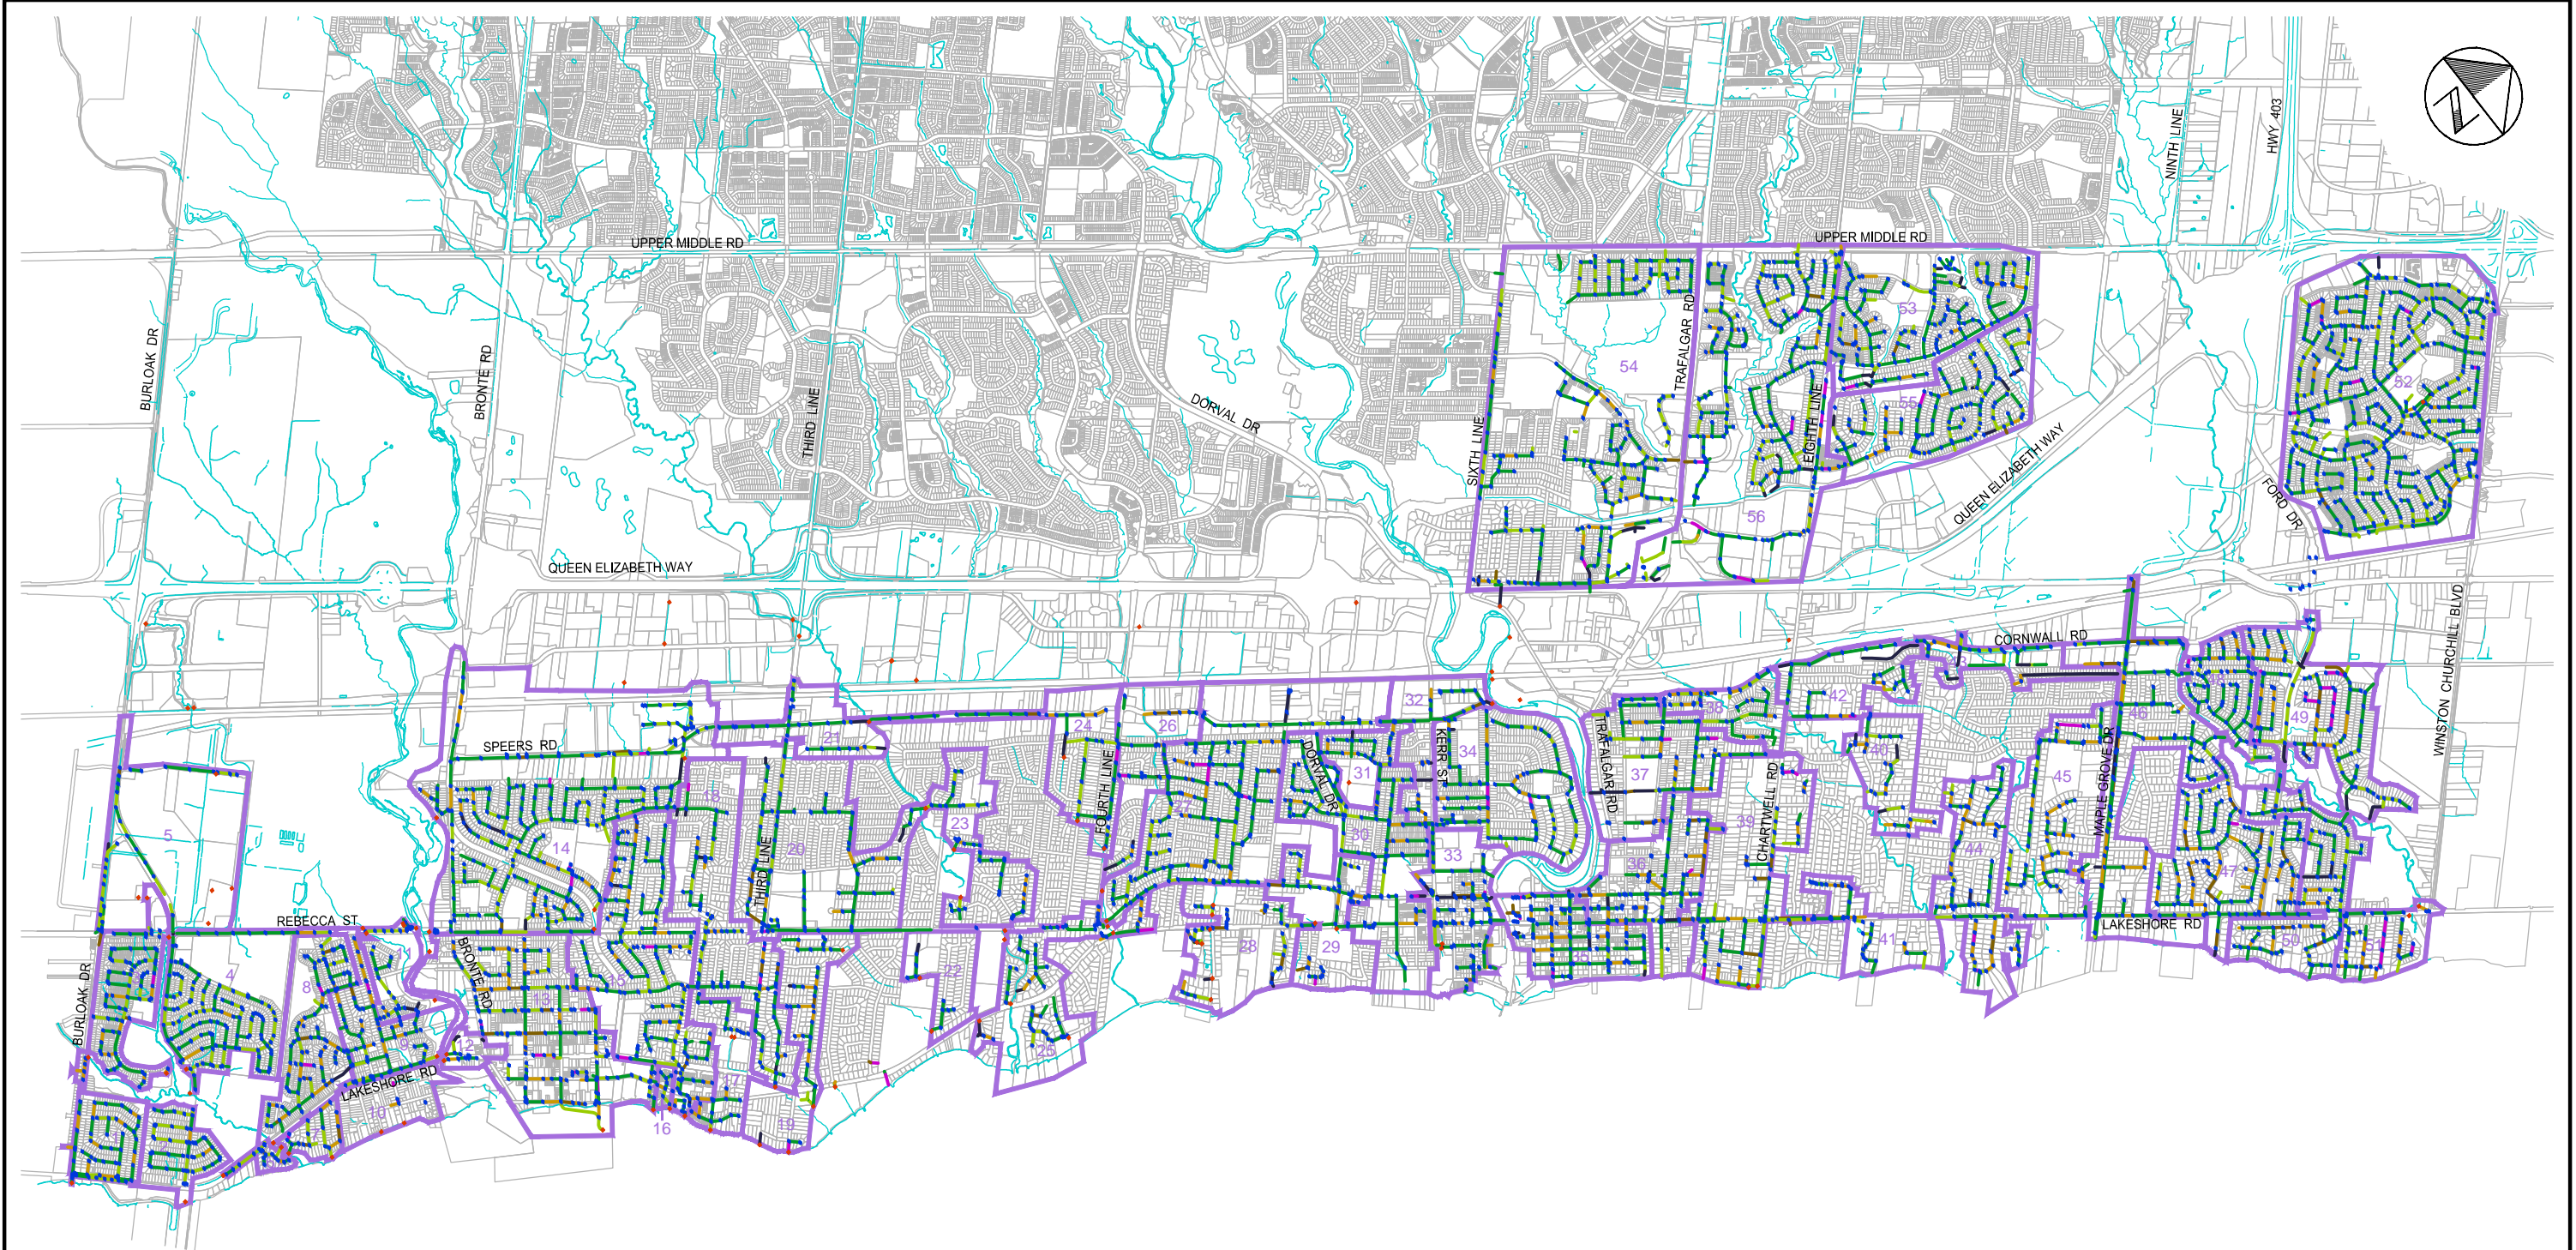 NINTH LINE
HWY 403
UPPER MIDDLE RD
UPPER MIDDLE RD
BURLOAK DR
BRONTE RD
THIRD LINE
DORVAL DR
SIXTH LINE
TRAFALGAR RD
EIGHTH LINE
QUEEN ELIZABETH WAY
FORD DR
53
54
55
52
56
QUEEN ELIZABETH WAY
WINSTON CHURCHILL BLVD
CORNWALL RD
SPEERS RD
21
24
26
32
34
KERR ST
DORVAL DR
31
FOURTH LINE
TRAFALGAR RD
38
42
40
46
49
37
45
MAPLE GROVE DR
5
14
THIRD LINE
20
23
27
30
33
39
CHARTWELL RD
36
44
47
REBECCA ST
LAKESHORE RD
BURLOAK DR
4
8
11
BRONTE RD
13
22
28
29
41
50
51
9
12
LAKESHORE RD
10
25
16
19